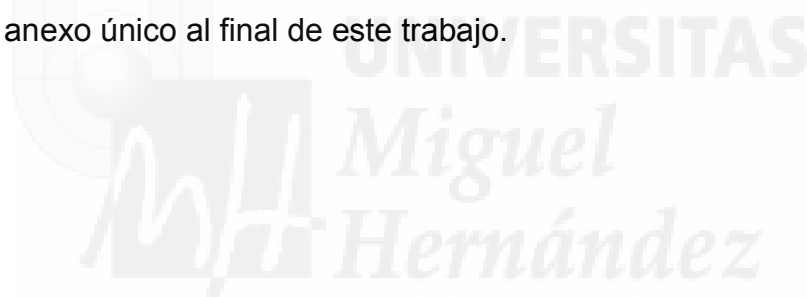 anexo único al final de este trabajo.
UNIVERSITAS
Miguel
Hernández